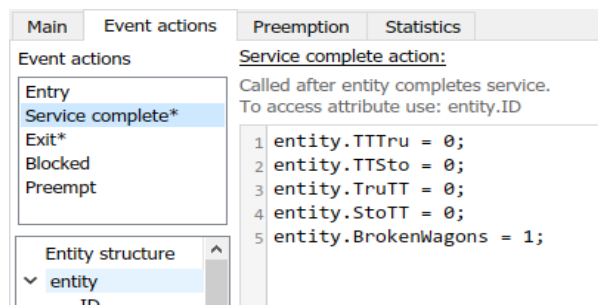 Main Event actions Preemption Statistics
Event actions
Entry
Service complete*
Exit*
Blocked
Preempt
Entity structure
entity
ID
Service complete action:
Called after entity completes service.
To access attribute use: entity.ID
1 entity.TTTru = 0;
2 entity.TTSto = 0;
3 entity.TruTT = 0;
4 entity.StoTT = 0;
5 entity.BrokenWagons = 1;